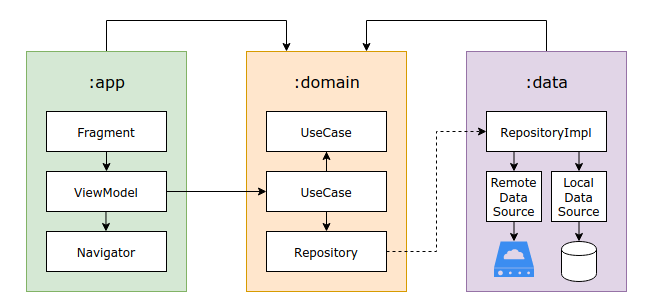 :app
Fragment
ViewModel
Navigator
:domain
UseCase
UseCase
Repository
:data
RepositoryImpl
Remote
Data
Source
Local
Data
Source